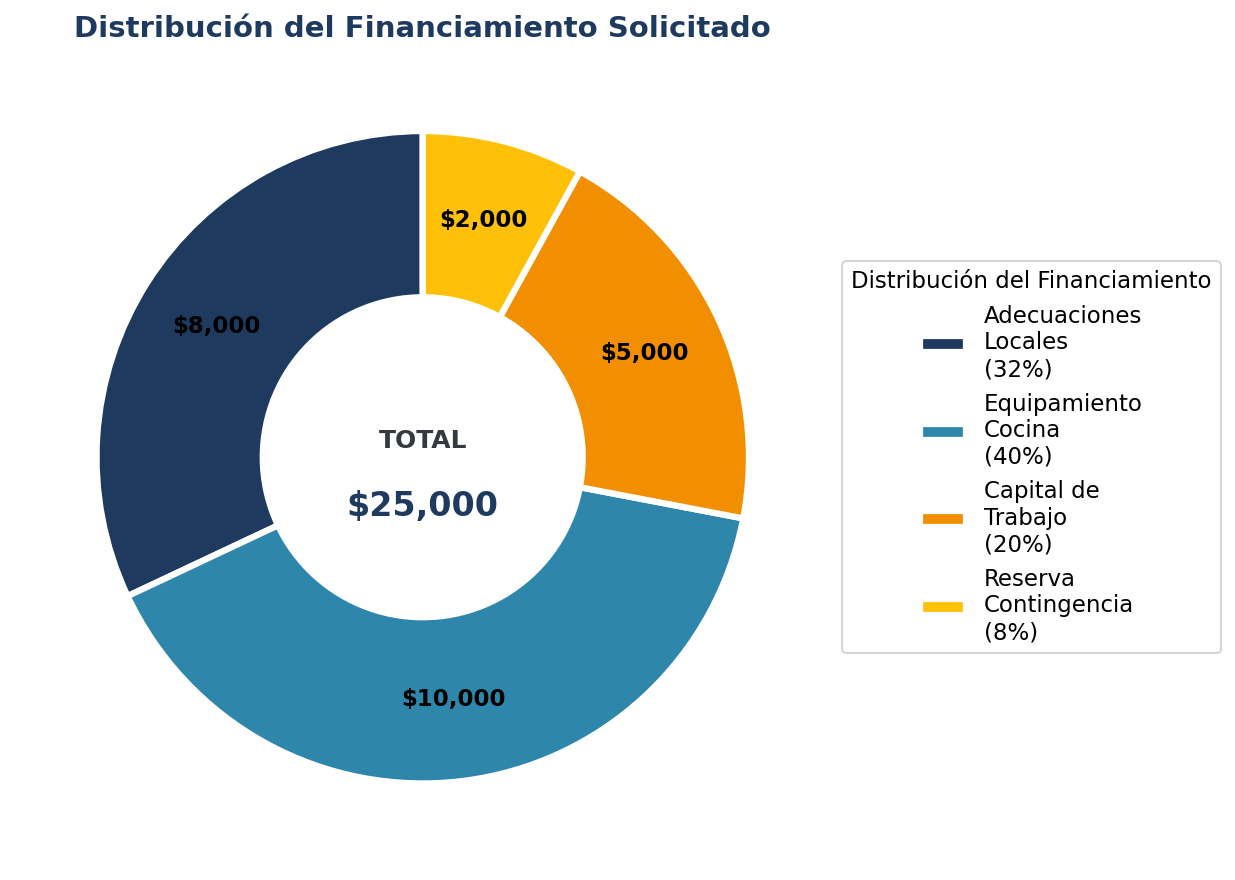 Distribución del Financiamiento Solicitado
$2,000
$8,000
$5,000
TOTAL
$25,000
$10,000
Distribución del Financiamiento
Adecuaciones
Locales
(32%)
Equipamiento
Cocina
(40%)
Capital de
Trabajo
(20%)
Reserva
Contingencia
(8%)